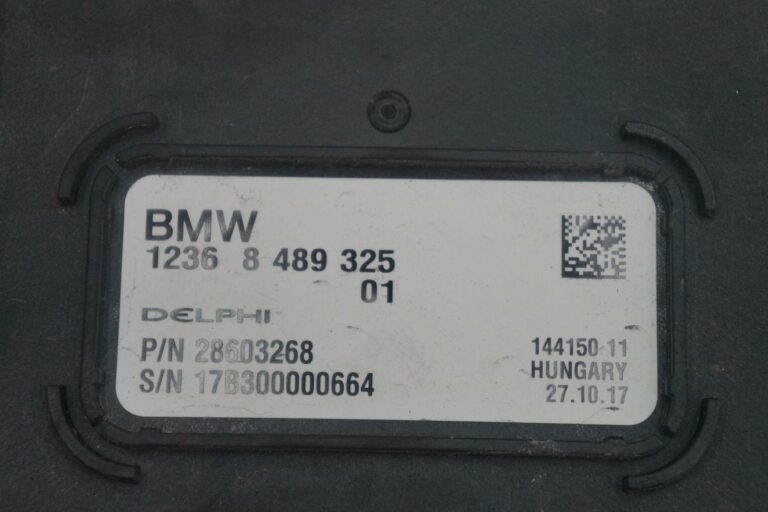 BMW
1236 8 489 325
01
DELPHI
P/N 28603268
S/N 17B300000664
144150-11
HUNGARY
27.10.17